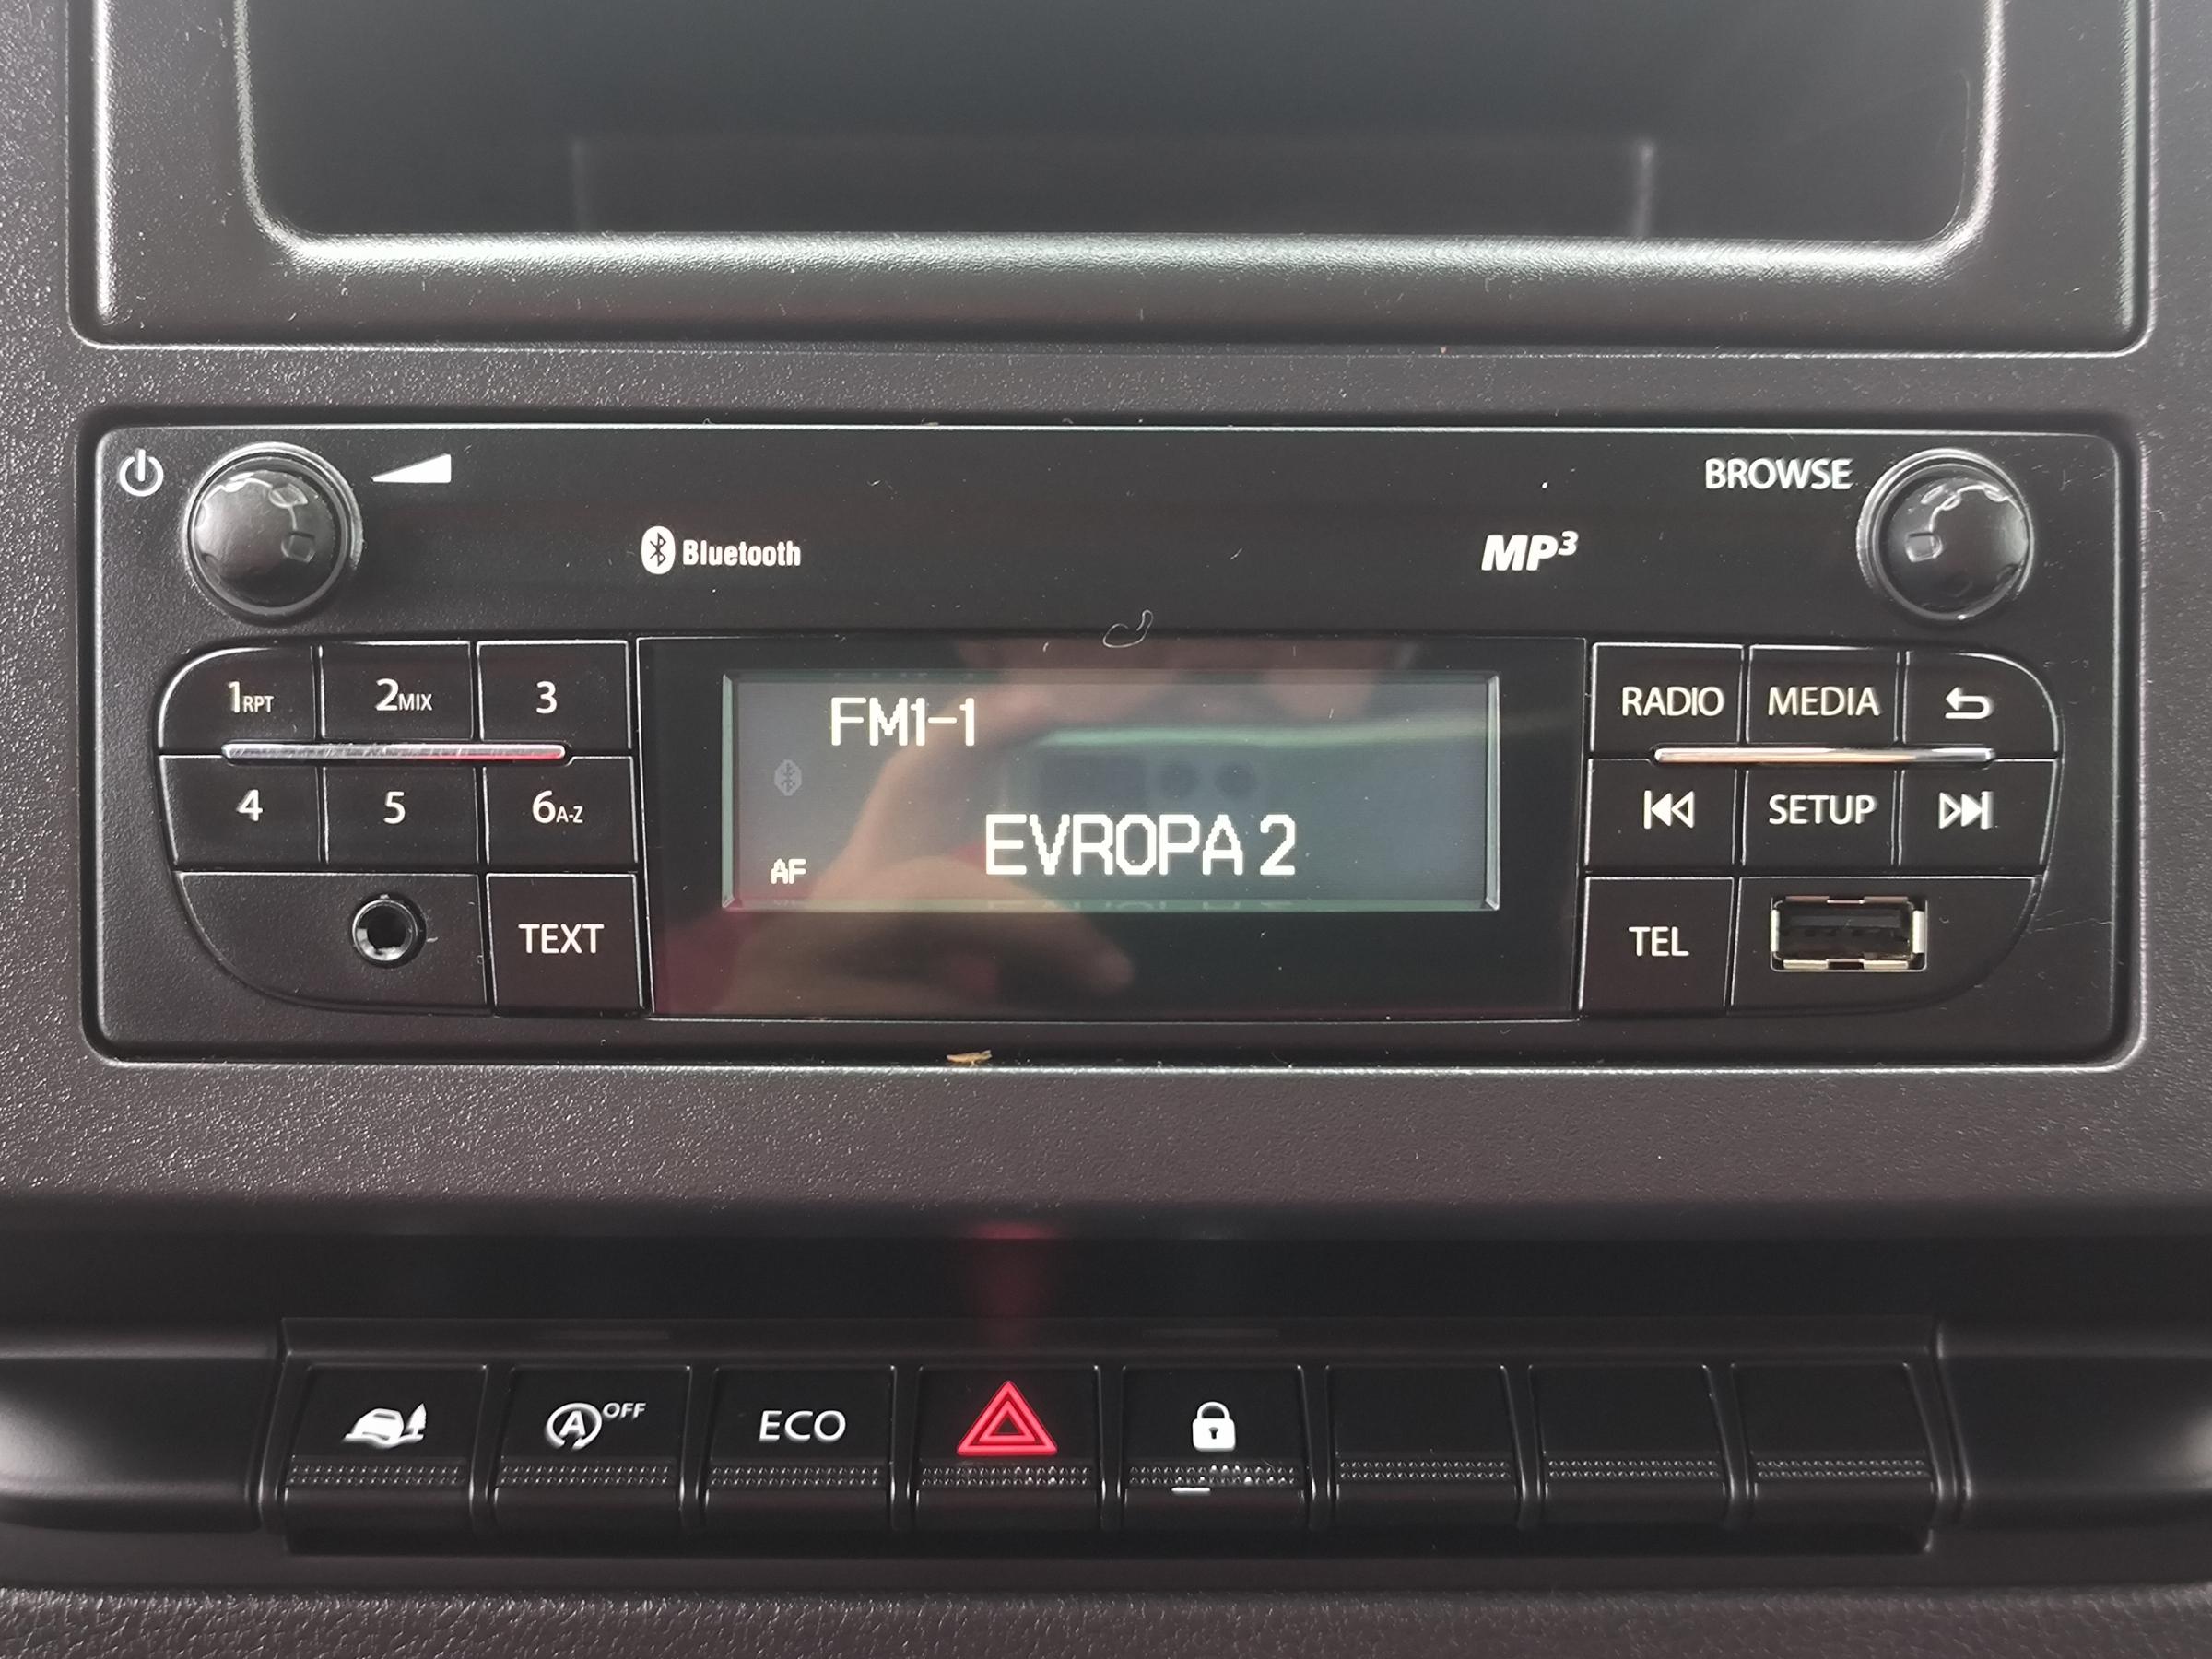 BROWSE
Bluetooth
MP3
1RPT 2MIX 3
FM1-1
RADIO MEDIA
4 5 6A-Z
EVROPA 2
SETUP
AF
TEXT
TEL
A OFF
ECO